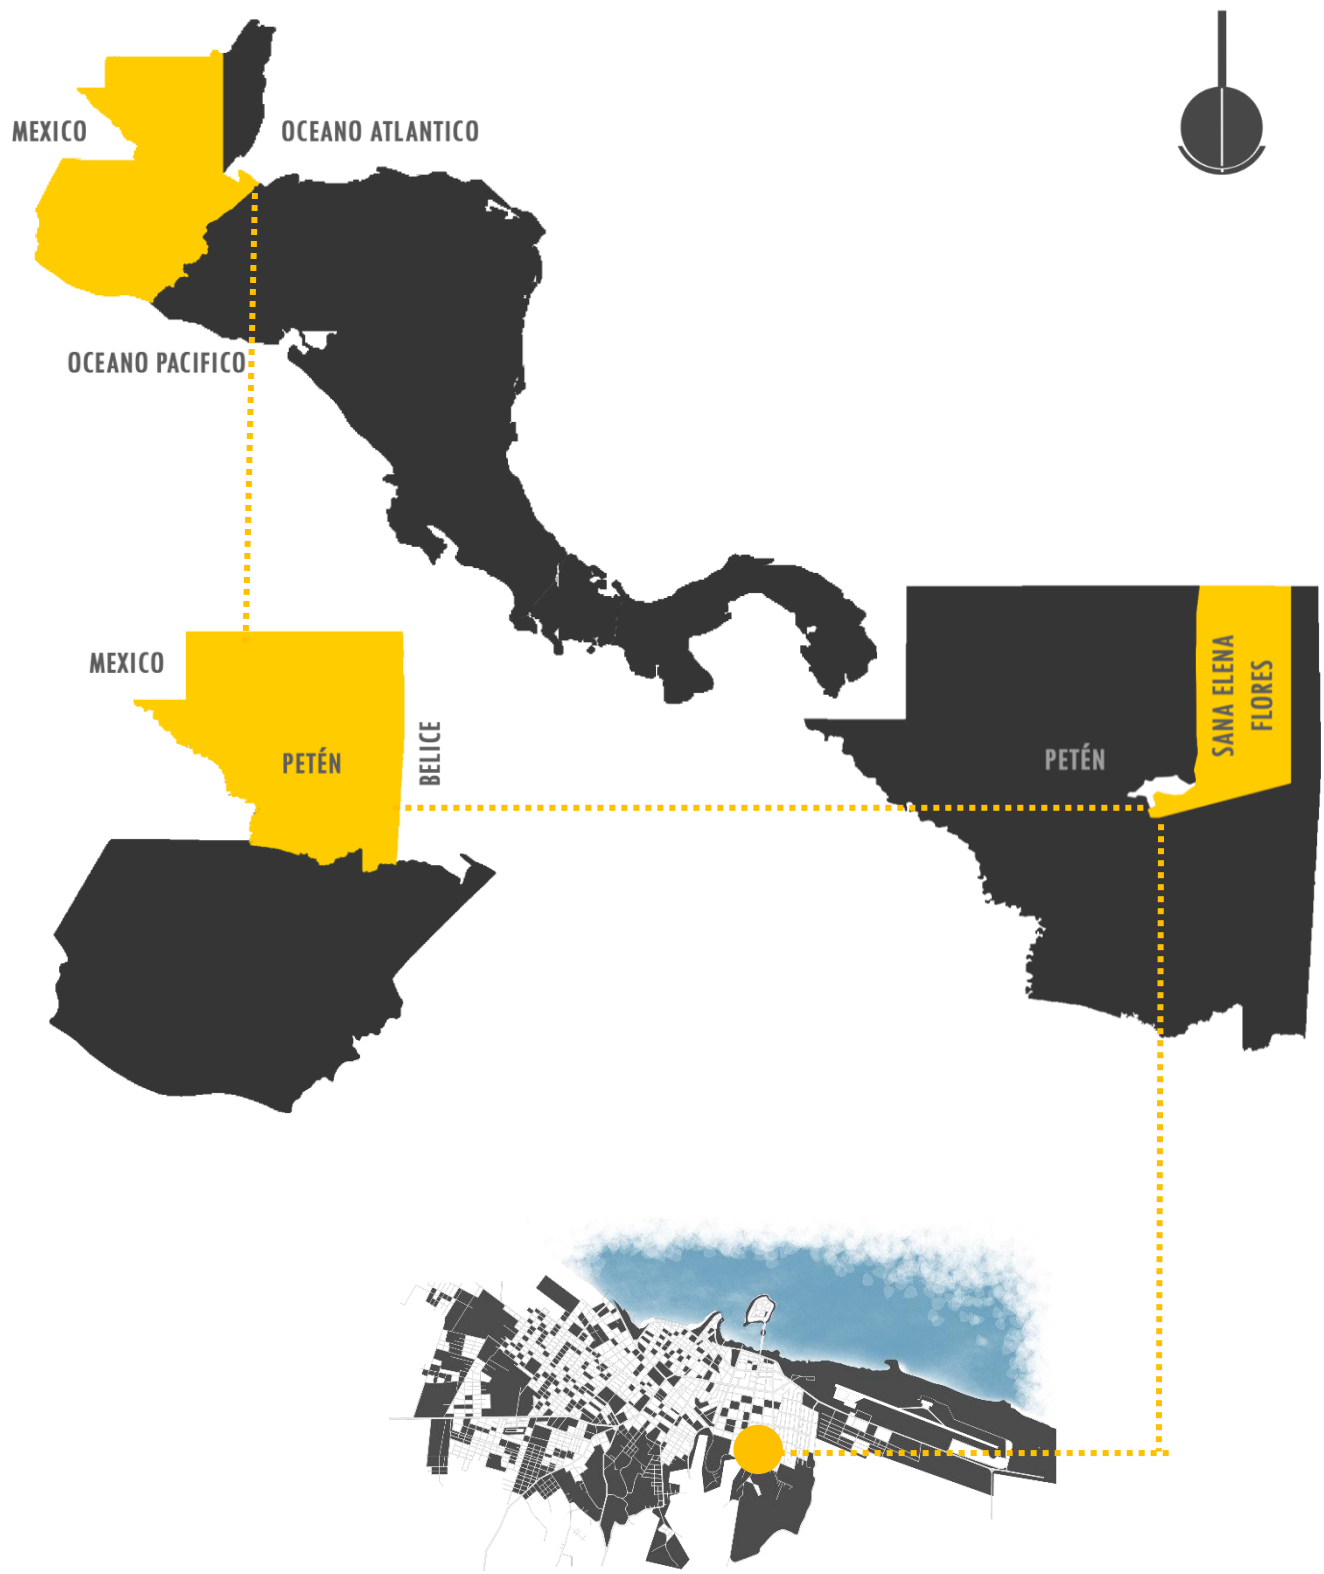 MEXICO
OCEANO ATLANTICO
OCEANO PACIFICO
MEXICO
PETÉN
BELICE
PETÉN
SANA ELENA
FLORES